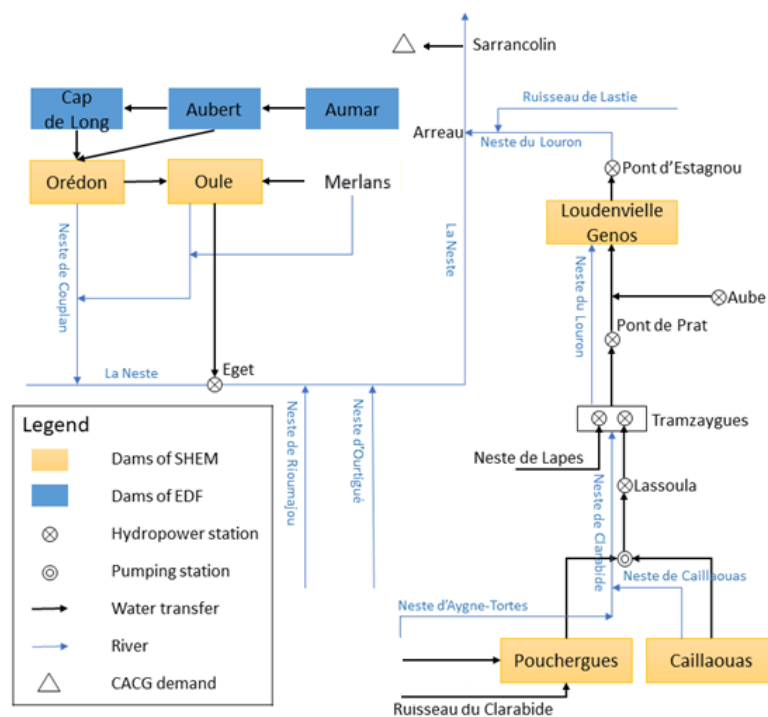 Sarrancolin
Ruisseau de Lastie
Cap
de Long
Aubert
Aumar
Arreau
Neste du Louron
Orédon
Oule
Merlans
Pont d'Estagnou
Loudenvielle
Genos
Neste de Couplan
La Neste
Neste du Louron
Aube
Pont de Prat
La Neste
Eget
Tramzaygues
Neste de Lapes
Lassoula
Neste de Rioumajou
Neste d'Ourtigué
Neste de Clarabide
Neste de Caillaouas
Neste d'Aygne-Tortes
Pouchergues
Caillaouas
Ruisseau du Clarabide
Legend
Dams of SHEM
Dams of EDF
Hydropower station
Pumping station
Water transfer
River
CACG demand